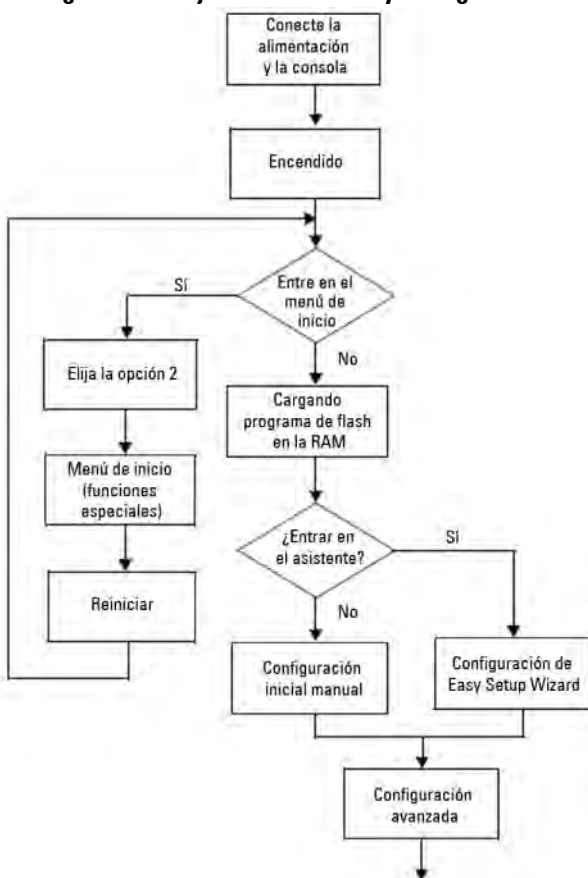 Conecte la
alimentación
y la consola
Encendido
Entre en el
menú de
inicio
Sí
No
Elija la opción 2
Cargando
programa de flash
en la RAM
Menú de inicio
(funciones
especiales)
¿Entrar en
el asistente?
Sí
No
Reiniciar
Configuración
inicial manual
Configuración de
Easy Setup Wizard
Configuración
avanzada